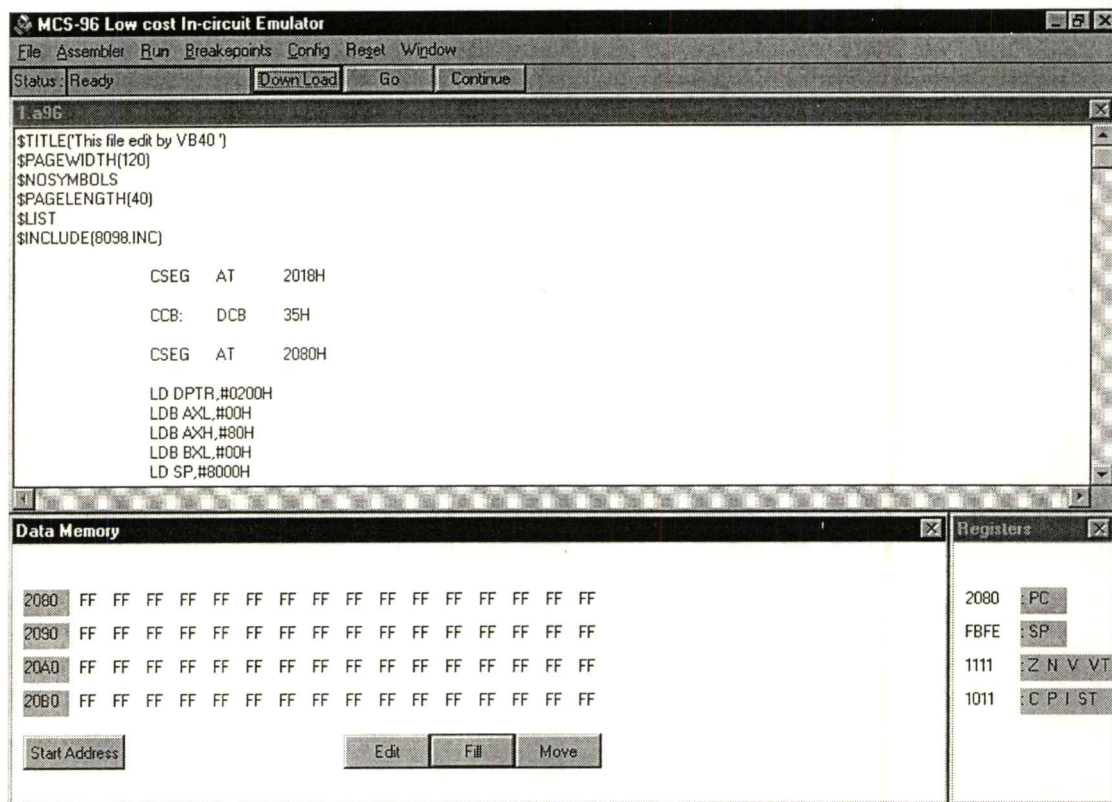 MCS-96 Low cost In-circuit Emulator
File Assembler Run Breakepoints Config Reset Window
Status : Ready Down Load Go Continue
1.a96
$TITLE('This file edit by VB40 ')
$PAGEWIDTH(120)
$NOSYMBOLS
$PAGELENGTH(40)
$LIST
$INCLUDE(8098.INC)
CSEG AT 2018H
CCB: DCB 35H
CSEG AT 2080H
LD DPTR,#0200H
LDB AXL,#00H
LDB AXH,#80H
LDB BXL,#00H
LD SP,#8000H
Data Memory
2080 FF FF FF FF FF FF FF FF FF FF FF FF FF FF FF FF
2090 FF FF FF FF FF FF FF FF FF FF FF FF FF FF FF FF
20A0 FF FF FF FF FF FF FF FF FF FF FF FF FF FF FF FF
20B0 FF FF FF FF FF FF FF FF FF FF FF FF FF FF FF FF
Start Address Edit Fill Move
Registers
2080 : PC
FBFE : SP
1111 : Z N V VT
1011 : C P I ST